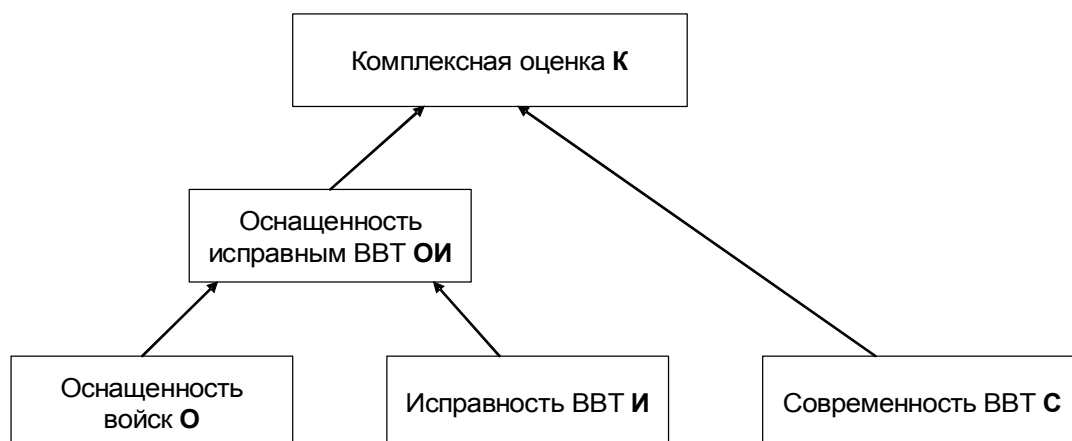 Комплексная оценка К
Оснащенность
исправным ВВТ ОИ
Оснащенность
войск О
Исправность ВВТ И
Современность ВВТ С